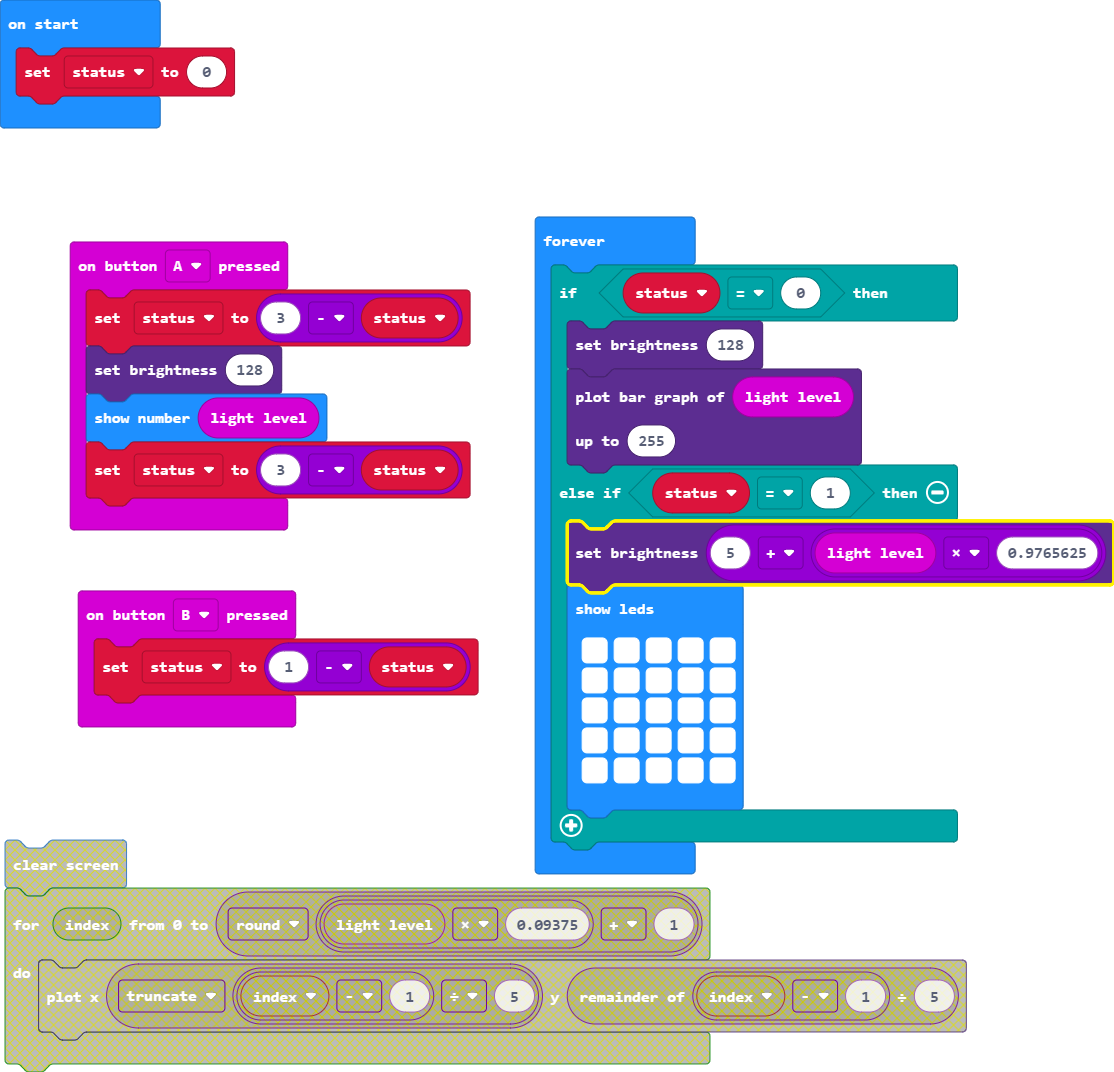 on start
set status to 0
on button A pressed
set status to 3 - status
set brightness 128
show number light level
set status to 3 - status
on button B pressed
set status to 1 - status
forever
if status = 0 then
set brightness 128
plot bar graph of light level
up to 255
else if status = 1 then
set brightness 5 + light level × 0.9765625
show leds
clear screen
for index from 0 to round light level × 0.09375 + 1
do
plot x truncate index - 1 ÷ 5 y remainder of index - 1 ÷ 5